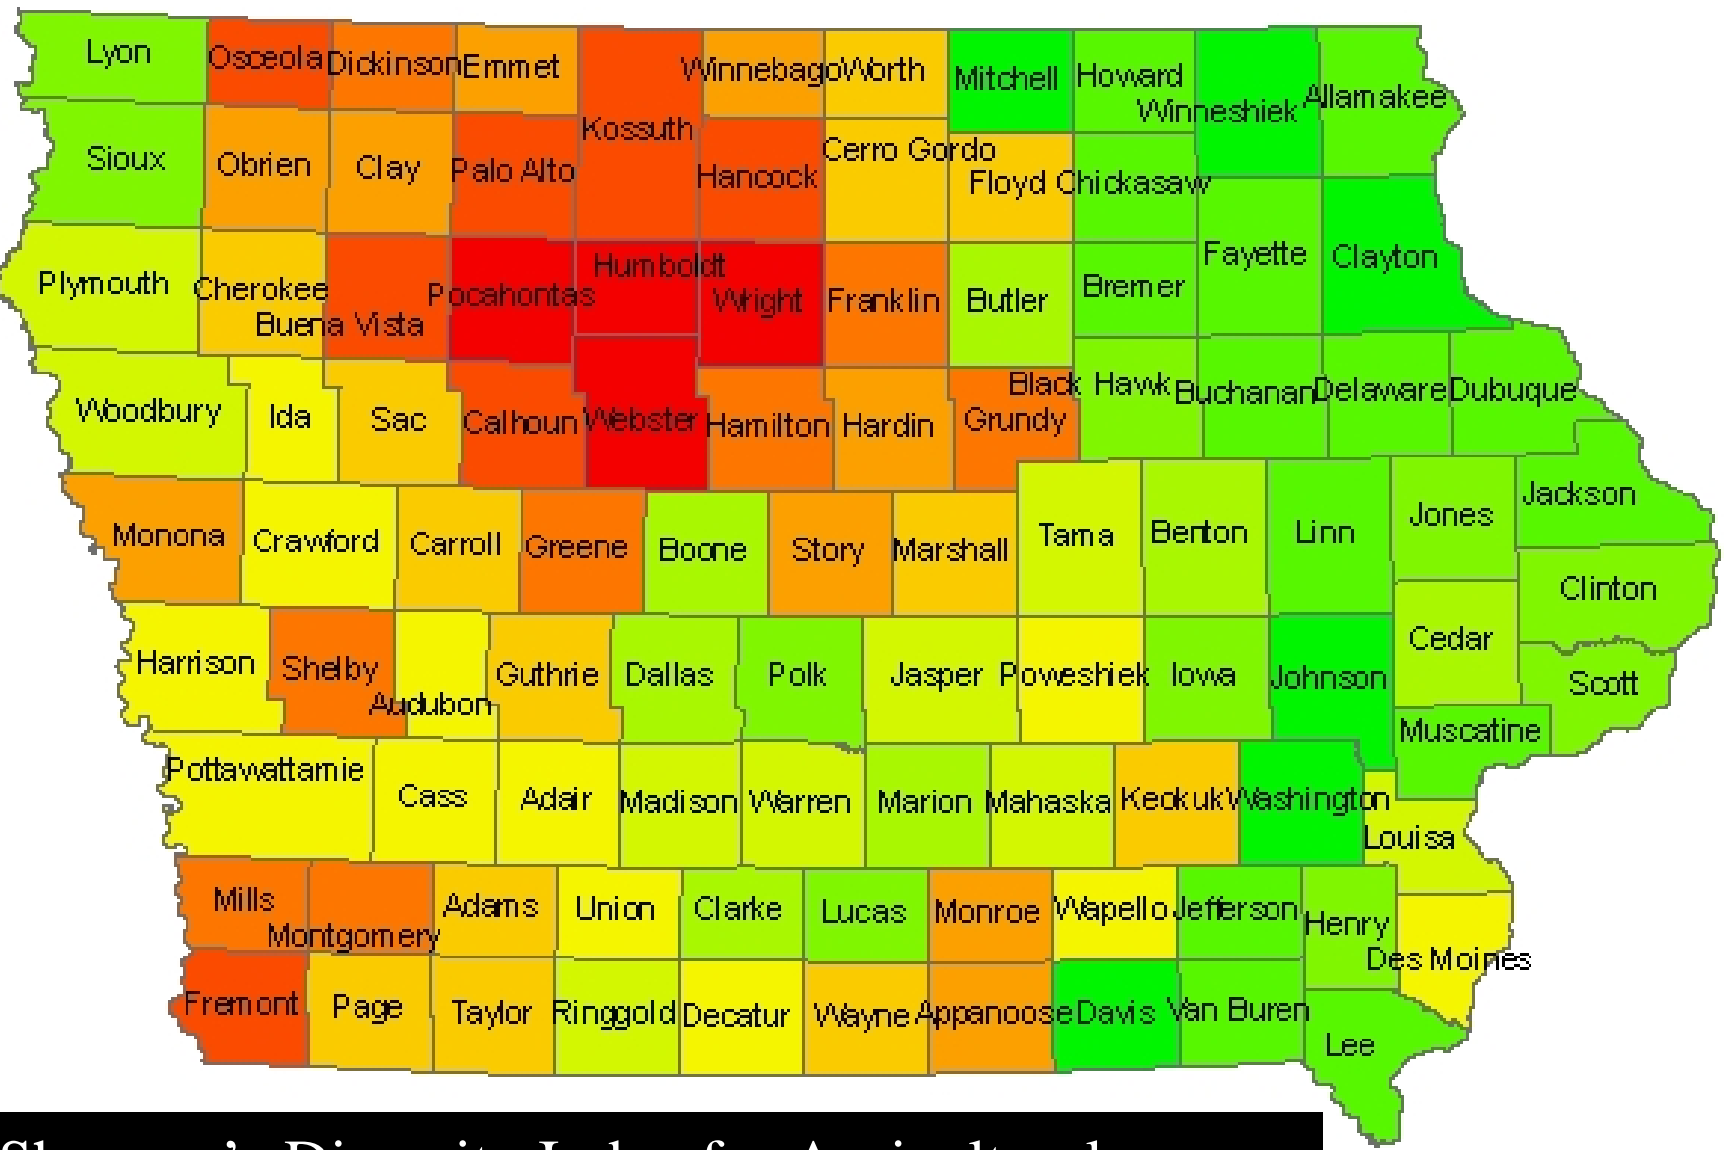 Lyon
Osceola
Dickinson
Emmet
Winnebago
Worth
Mitchell
Howard
Winneshiek
Allamakee
Kossuth
Sioux
Obrien
Clay
Palo Alto
Hancock
Cerro Gordo
Floyd
Chickasaw
Plymouth
Cherokee
Buena Vista
Pocahontas
Humboldt
Wright
Franklin
Butler
Bremer
Fayette
Clayton
Woodbury
Ida
Sac
Calhoun
Webster
Hamilton
Hardin
Grundy
Black Hawk
Buchanan
Delaware
Dubuque
Monona
Crawford
Carroll
Greene
Boone
Story
Marshall
Tama
Benton
Linn
Jones
Jackson
Clinton
Harrison
Shelby
Audubon
Guthrie
Dallas
Polk
Jasper
Poweshiek
Iowa
Johnson
Cedar
Scott
Muscatine
Pottawattamie
Cass
Adair
Madison
Warren
Marion
Mahaska
Keokuk
Washington
Louisa
Mills
Montgomery
Adams
Union
Clarke
Lucas
Monroe
Wapello
Jefferson
Henry
Des Moines
Fremont
Page
Taylor
Ringgold
Decatur
Wayne
Appanoose
Davis
Van Buren
Lee
Diversity Index for Agricultural